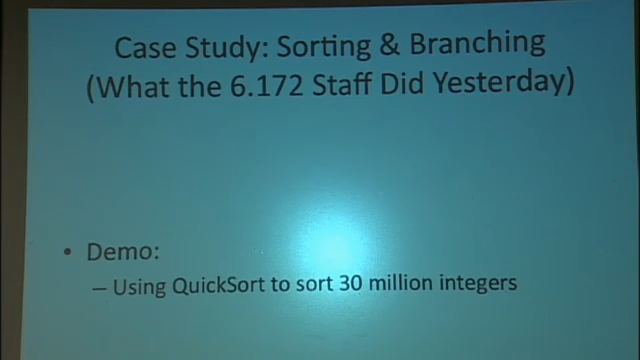 Case Study: Sorting & Branching
(What the 6.172 Staff Did Yesterday)
• Demo:
– Using QuickSort to sort 30 million integers